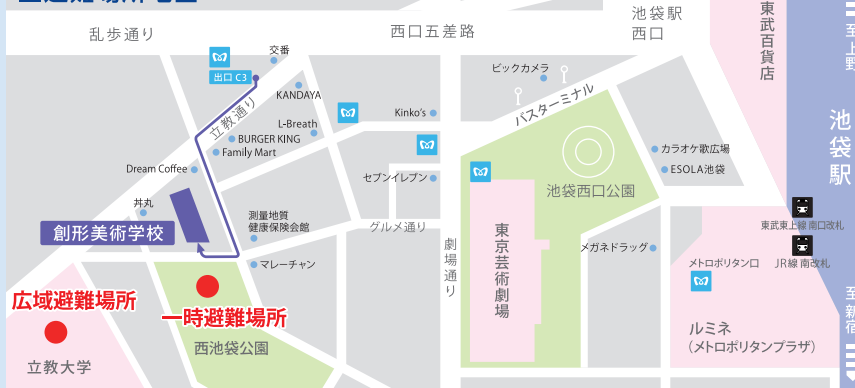 乱歩通り
西口五差路
池袋駅
西口
東武百貨店
至上野
池袋駅
交番
出口 C3
立教通り
KANDAYA
ビックカメラ
バスターミナル
Kinko's
L-Breath
BURGER KING
Family Mart
Dream Coffee
セブンイレブン
カラオケ歌広場
ESOLA池袋
池袋西口公園
丼丸
創形美術学校
測量地質
健康保険会館
グルメ通り
劇場通り
東京芸術劇場
メガネドラッグ
東武東上線 南口改札
JR線 南改札
メトロポリタン口
マレーチャン
広域避難場所
一時避難場所
西池袋公園
立教大学
ルミネ
（メトロポリタンプラザ）
至新宿